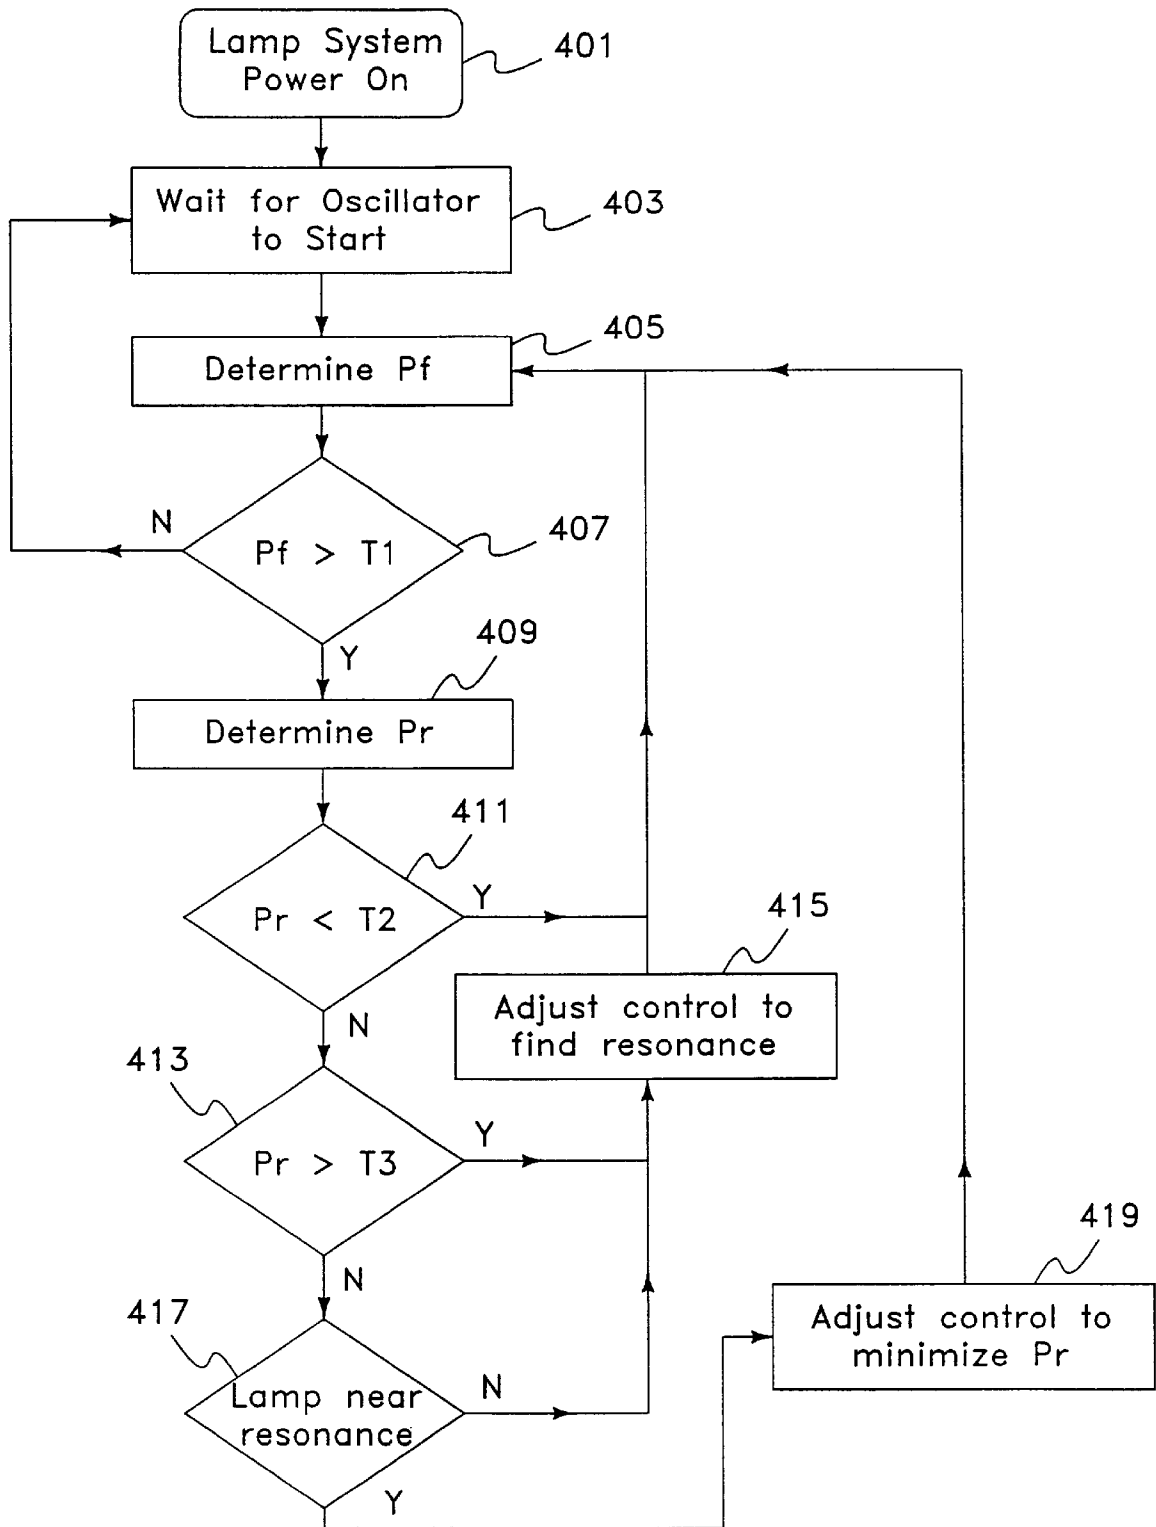 Lamp System
Power On
401
Wait for Oscillator
to Start
403
405
Determine Pf
N
Pf > T1
407
Y
409
Determine Pr
411
Pr < T2
Y
415
N
Adjust control to
find resonance
413
Pr > T3
Y
419
N
417
Adjust control to
minimize Pr
Lamp near
resonance
N
Y